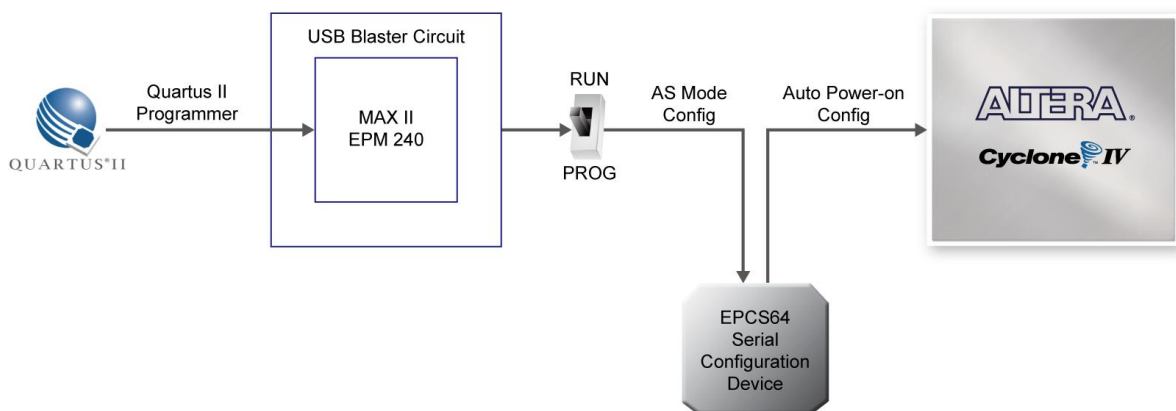 USB Blaster Circuit
Quartus II
Programmer
QUARTUS®II
MAX II
EPM 240
RUN
PROG
AS Mode
Config
Auto Power-on
Config
ALTERA®
Cyclone™ IV
EPCS64
Serial
Configuration
Device